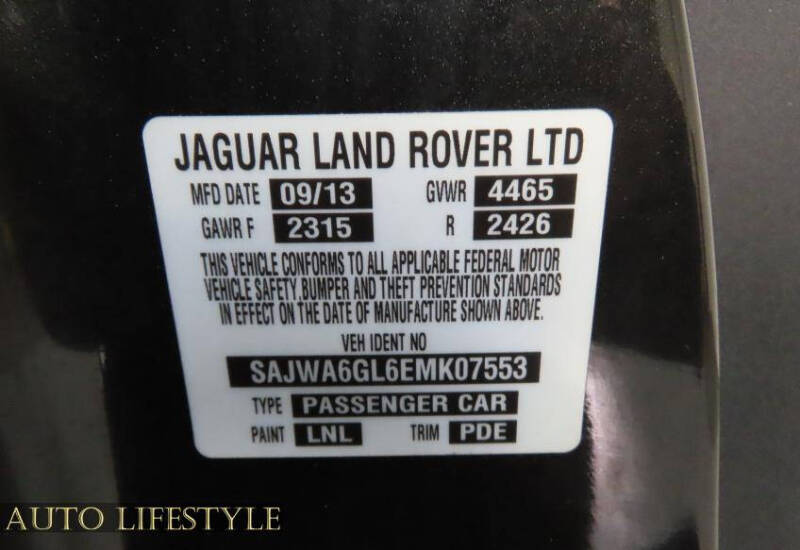 JAGUAR LAND ROVER LTD
MFD DATE 09/13 GVWR 4465
GAWR F 2315 R 2426
THIS VEHICLE CONFORMS TO ALL APPLICABLE FEDERAL MOTOR
VEHICLE SAFETY,BUMPER AND THEFT PREVENTION STANDARDS
IN EFFECT ON THE DATE OF MANUFACTURE SHOWN ABOVE.
VEH IDENT NO
SAJWA6GL6EMK07553
TYPE PASSENGER CAR
PAINT LNL TRIM PDE
AUTO LIFESTYLE